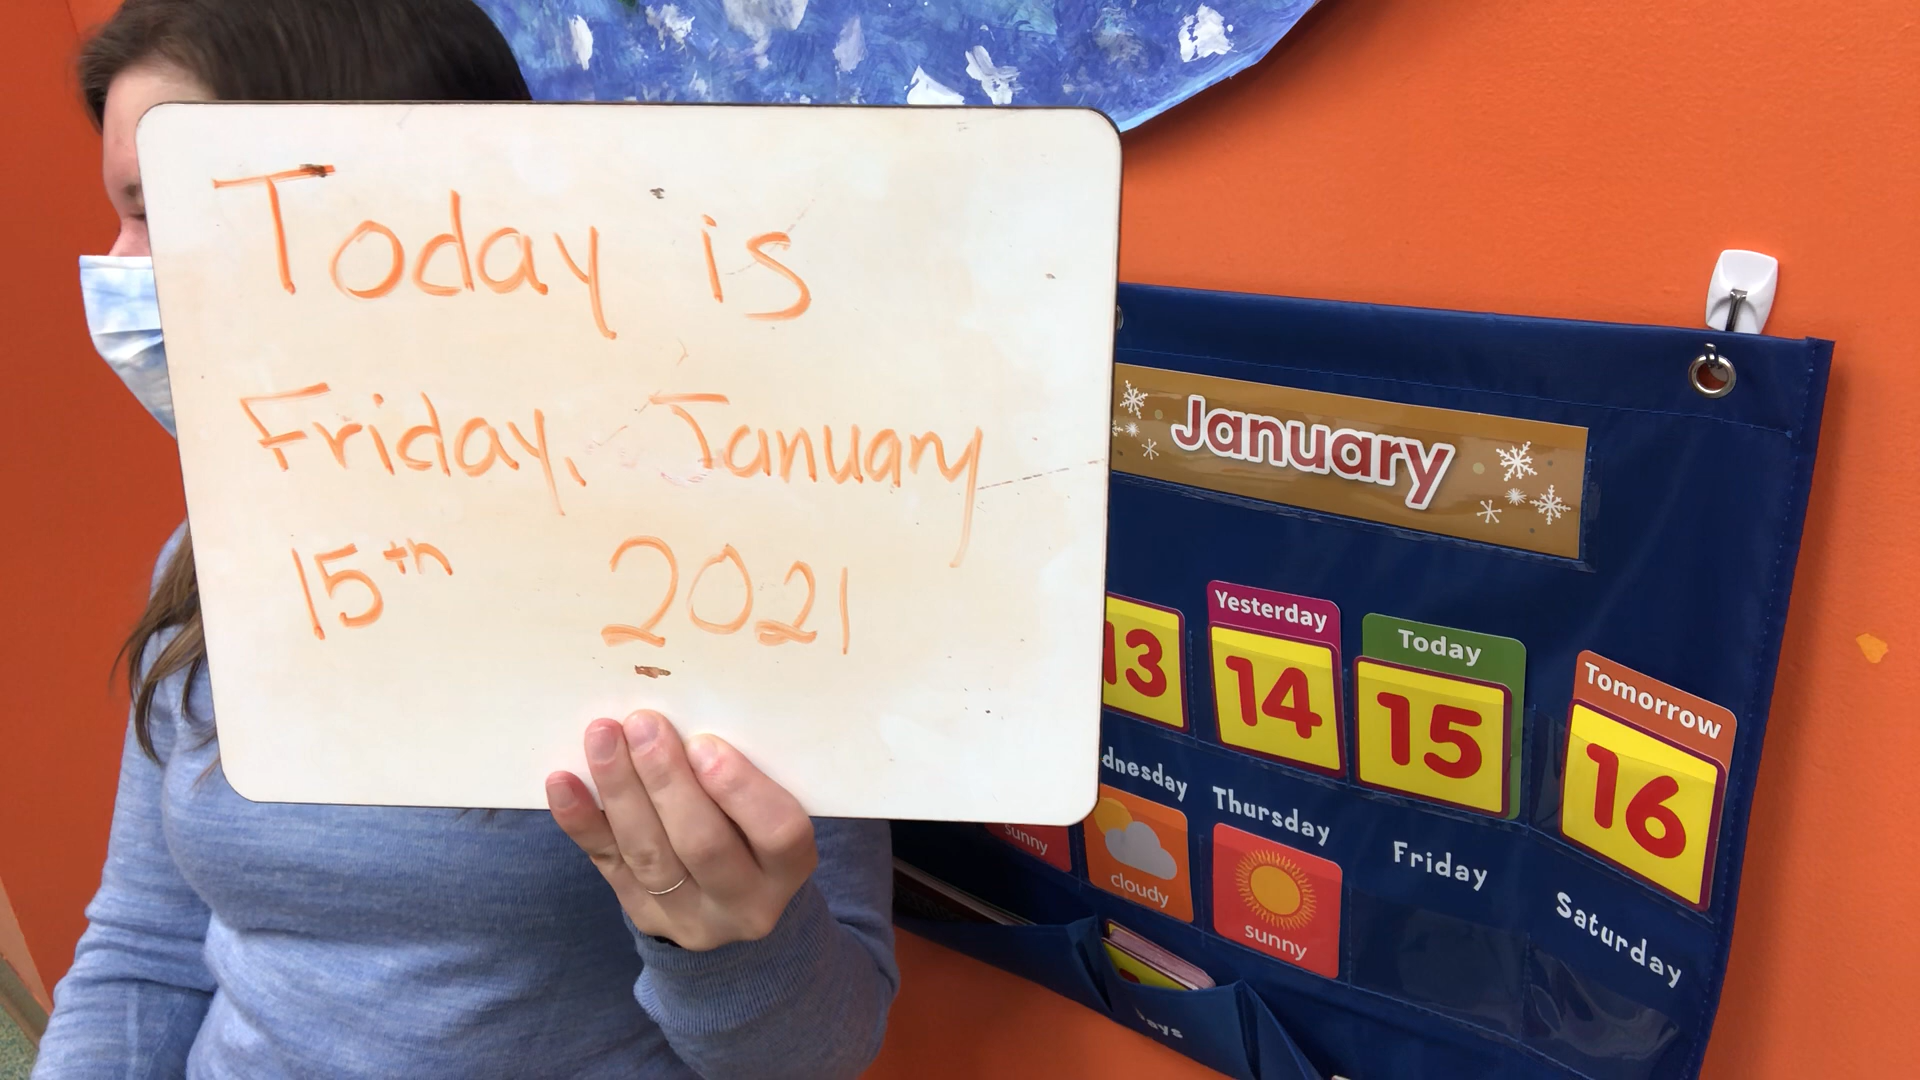 Today is
Friday, January
15th 2021
January
Yesterday
Today
Tomorrow
13
14
15
16
dnesday
Thursday
Friday
Saturday
sunny
cloudy
sunny
ays